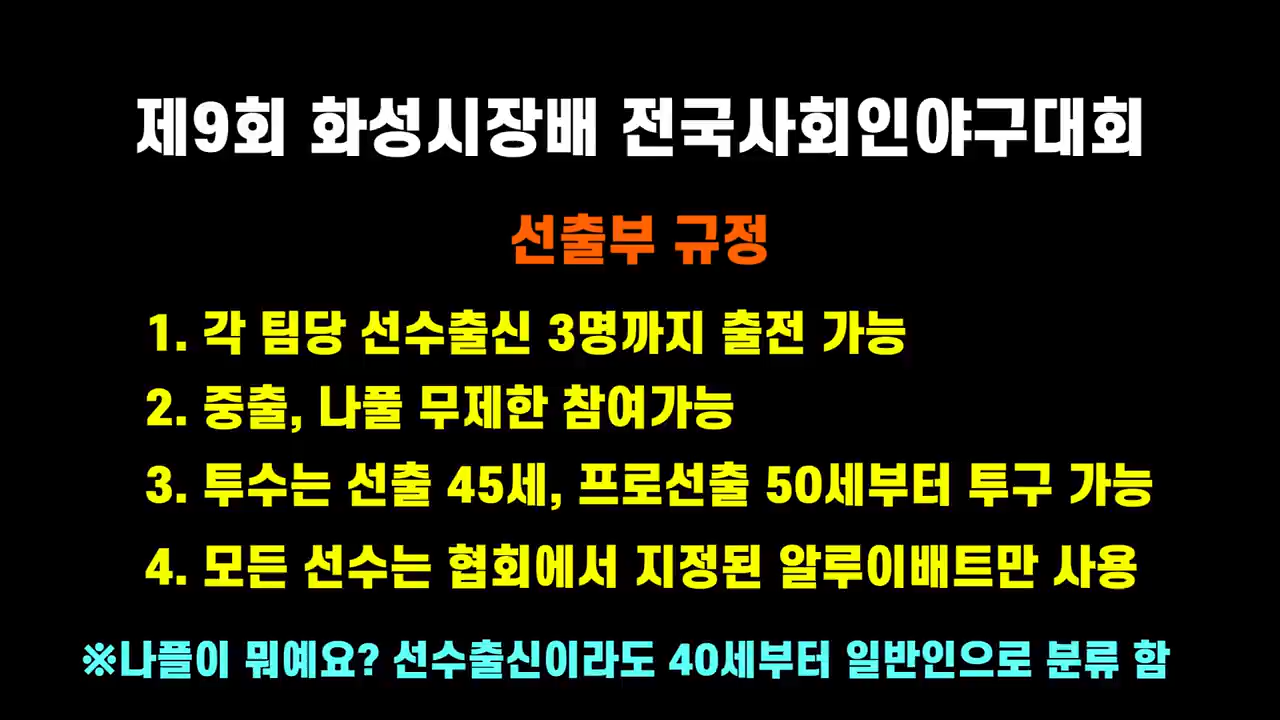 제9회 화성시장배 전국사회인야구대회
선출부 규정
1. 각 팀당 선수출신 3명까지 출전 가능
2. 중출, 나풀 무제한 참여가능
3. 투수는 선출 45세, 프로선출 50세부터 투구 가능
4. 모든 선수는 협회에서 지정된 알루이배트만 사용
※나플이 뭐예요? 선수출신이라도 40세부터 일반인으로 분류 함